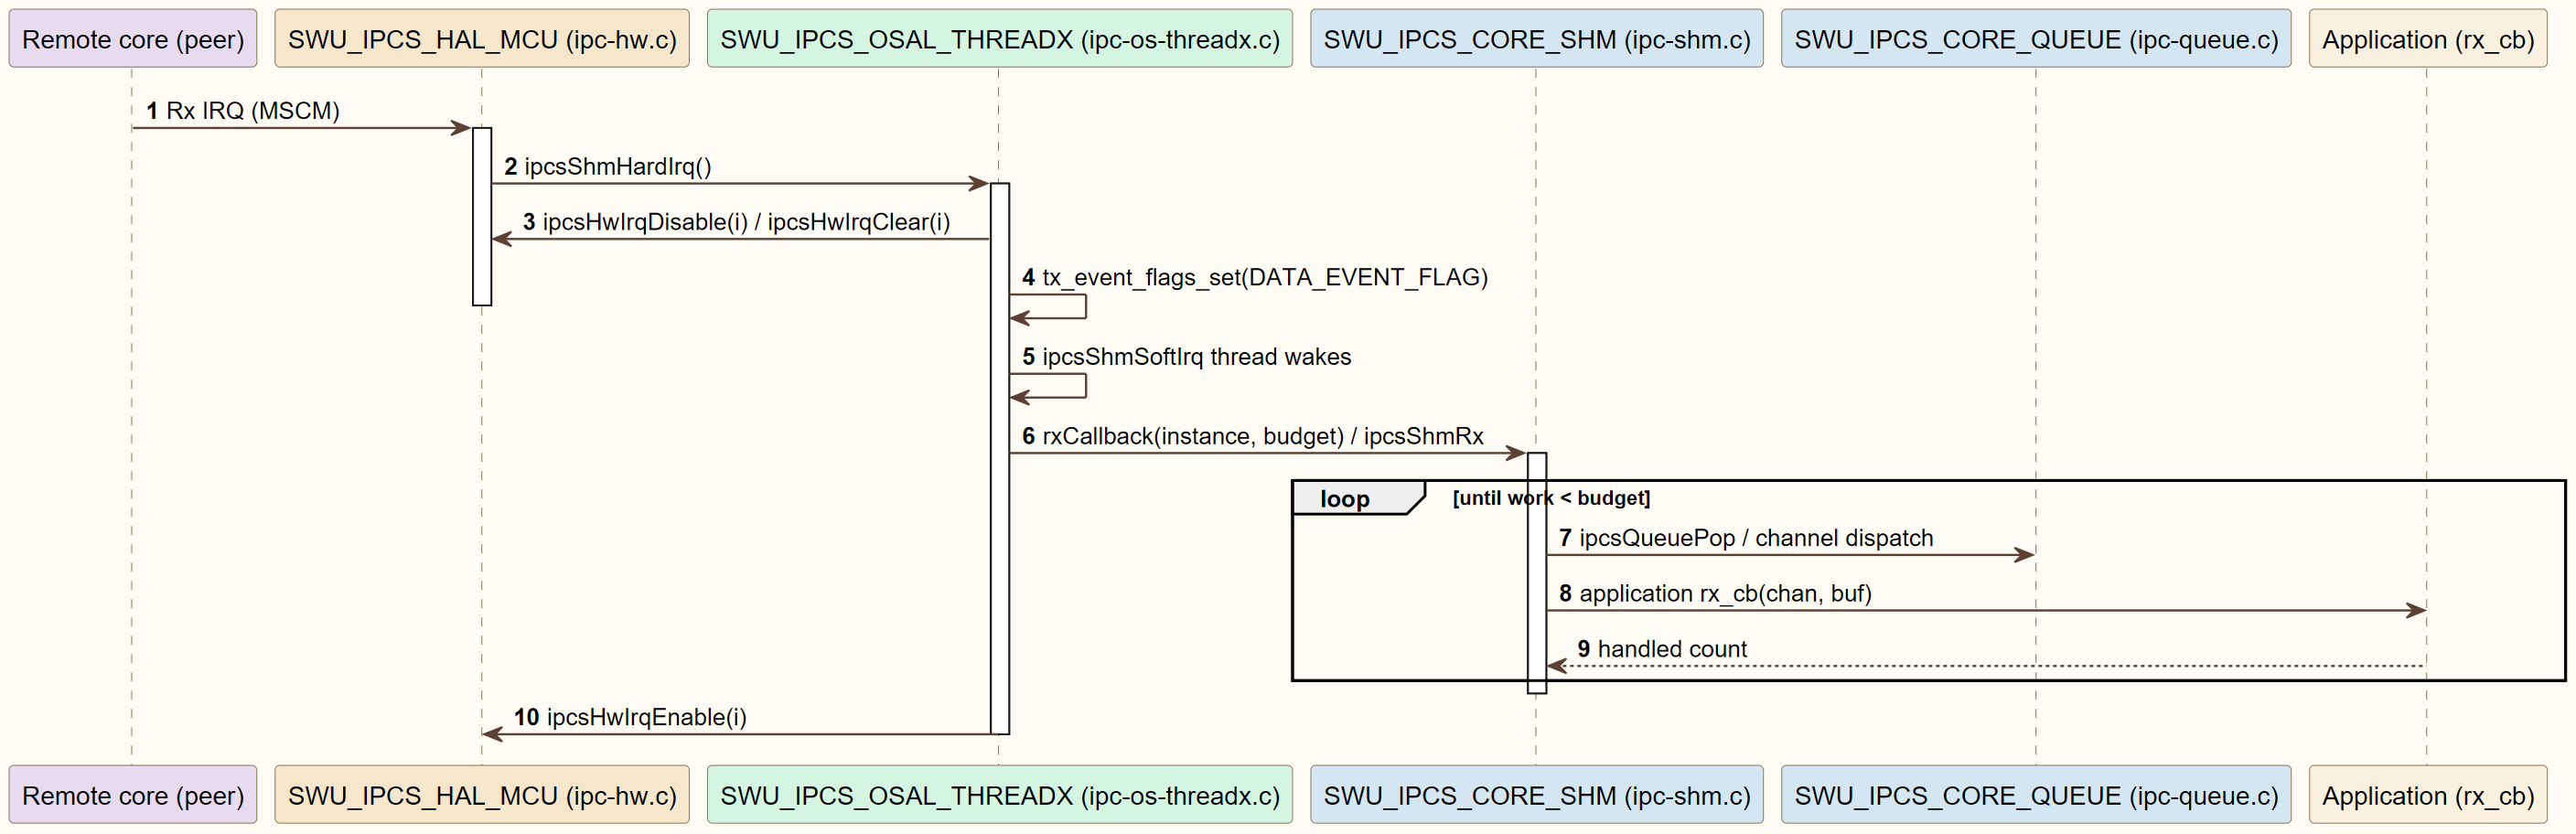 Remote core (peer)
SWU_IPCS_HAL_MCU (ipc-hw.c)
SWU_IPCS_OSAL_THREADX (ipc-os-threadx.c)
SWU_IPCS_CORE_SHM (ipc-shm.c)
SWU_IPCS_CORE_QUEUE (ipc-queue.c)
Application (rx_cb)
1 Rx IRQ (MSCM)
2 ipcsShmHardIrq()
3 ipcsHwIrqDisable(i) / ipcsHwIrqClear(i)
4 tx_event_flags_set(DATA_EVENT_FLAG)
5 ipcsShmSoftIrq thread wakes
6 rxCallback(instance, budget) / ipcsShmRx
loop [until work < budget]
7 ipcsQueuePop / channel dispatch
8 application rx_cb(chan, buf)
9 handled count
10 ipcsHwIrqEnable(i)
Remote core (peer)
SWU_IPCS_HAL_MCU (ipc-hw.c)
SWU_IPCS_OSAL_THREADX (ipc-os-threadx.c)
SWU_IPCS_CORE_SHM (ipc-shm.c)
SWU_IPCS_CORE_QUEUE (ipc-queue.c)
Application (rx_cb)